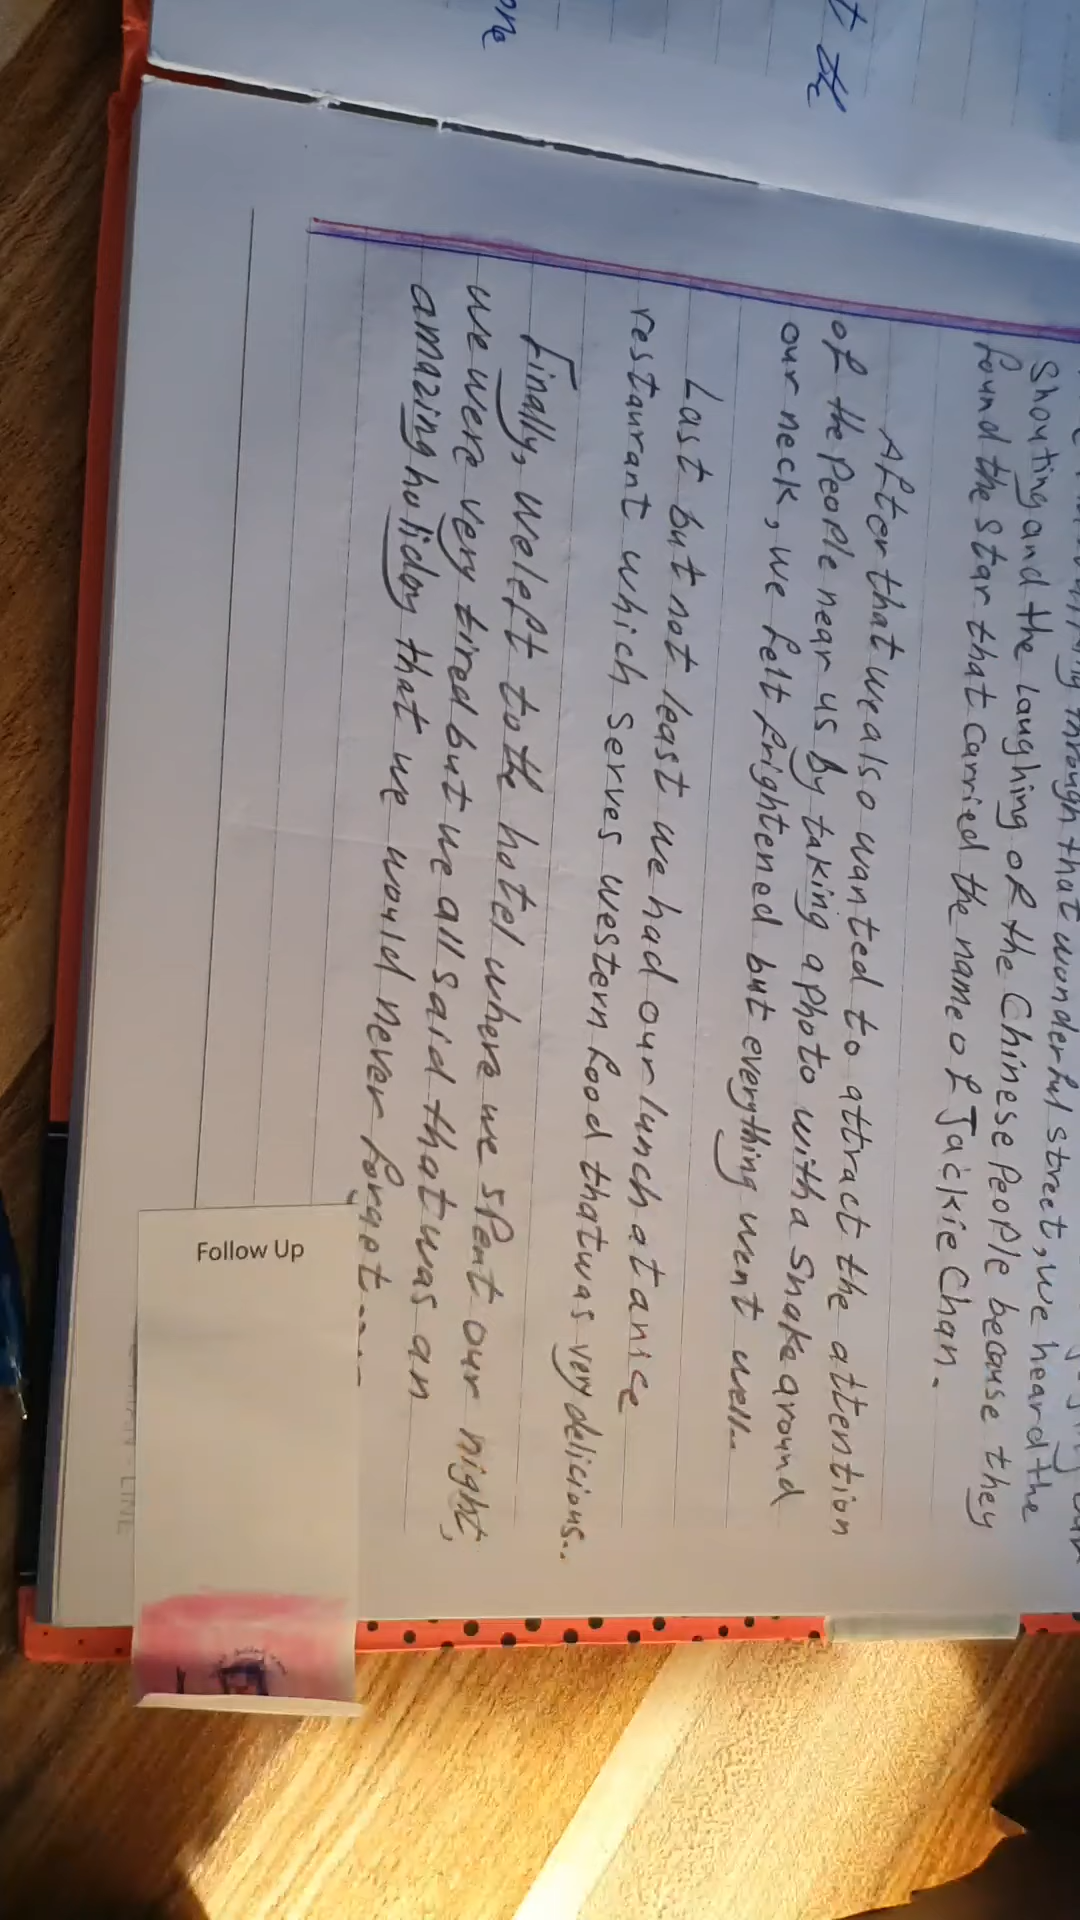 through that wonderful street, we heard the
Shouting and the Laughing of the Chinese People because they
found the star that carried the name of Jackie Chan.
After that we also wanted to attract the attention
of the People near us by taking a Photo with a Snake around
our neck, we felt frightened but everything went well..
Last but not least we had our lunch at a nice
restaurant which serves western food that was very delicious..
Finally, we left to the hotel where we spent our night,
we were very tired but we all said that was an
amazing holiday that we would never forget....
Follow Up
t th
one